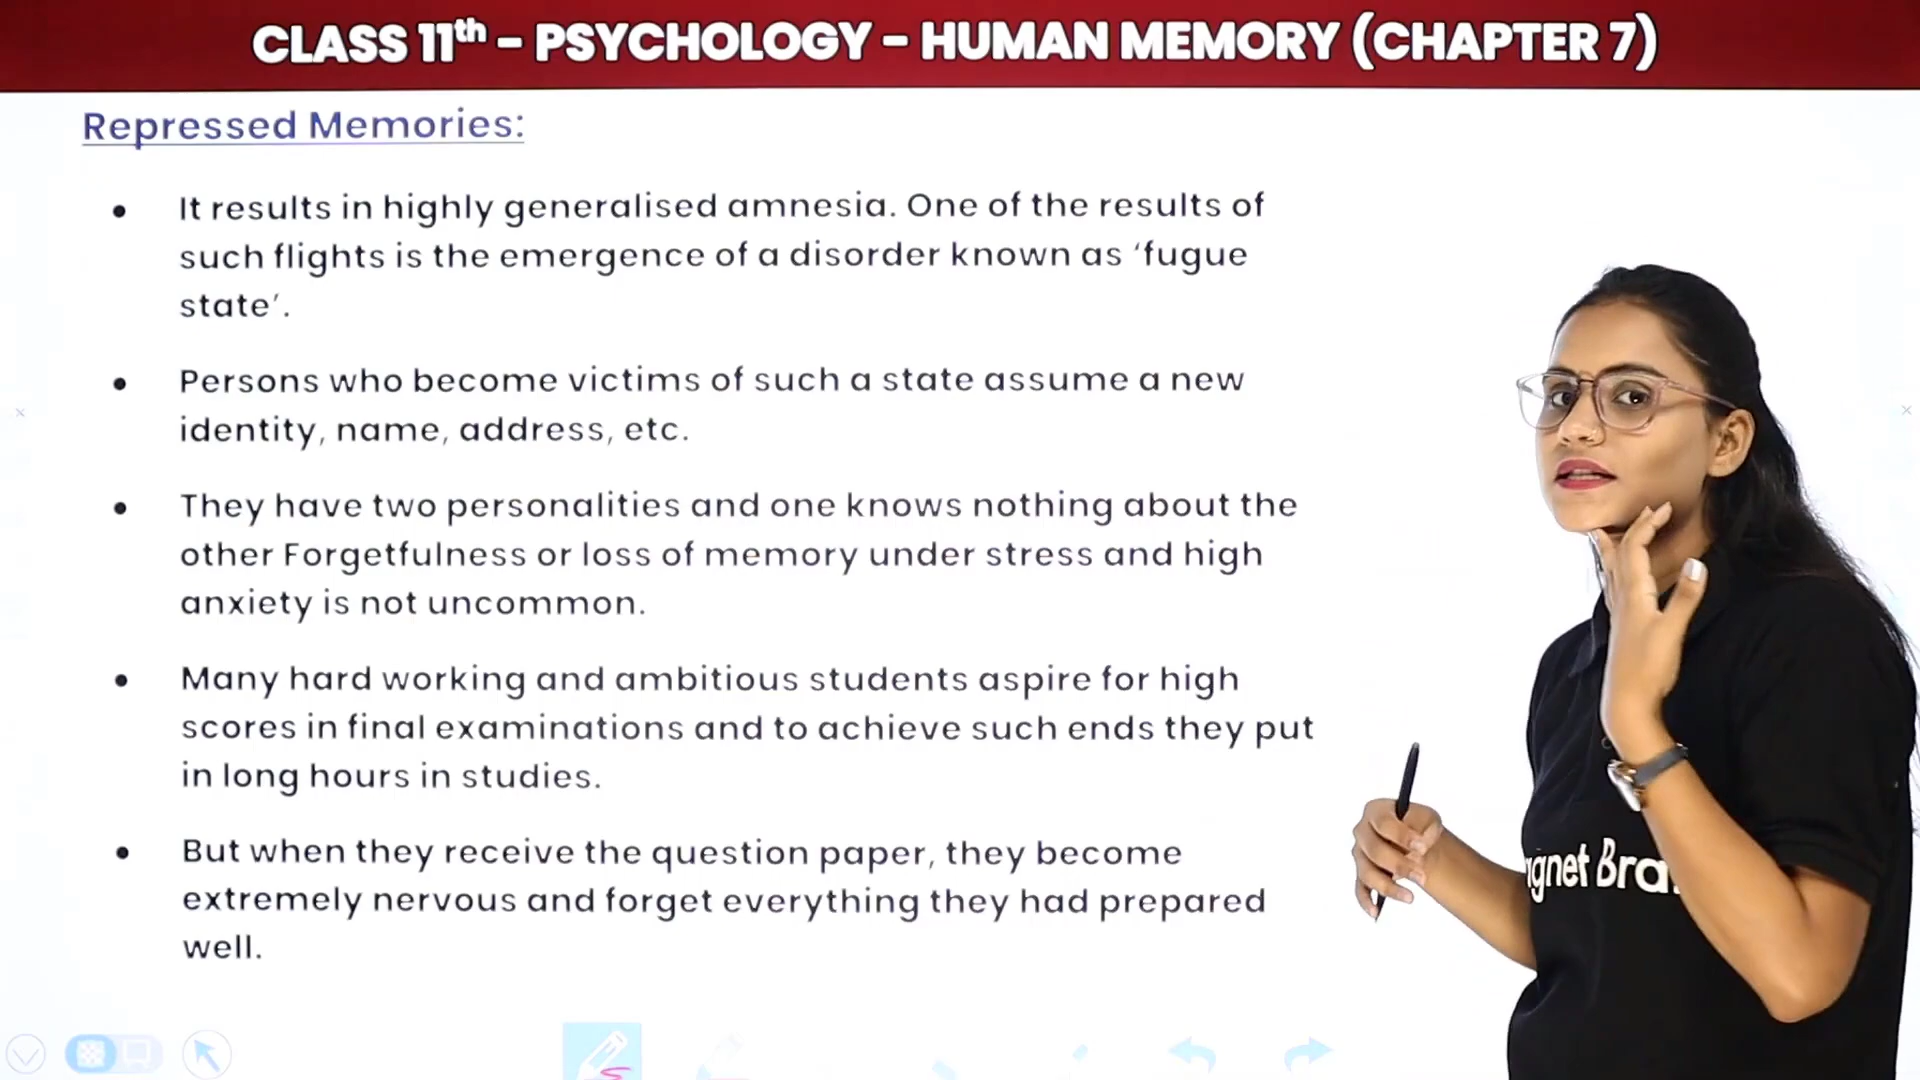 CLASS 11th – PSYCHOLOGY – HUMAN MEMORY (CHAPTER 7)
Repressed Memories:
• It results in highly generalised amnesia. One of the results of
such flights is the emergence of a disorder known as ‘fugue
state’.
• Persons who become victims of such a state assume a new
identity, name, address, etc.
• They have two personalities and one knows nothing about the
other Forgetfulness or loss of memory under stress and high
anxiety is not uncommon.
• Many hard working and ambitious students aspire for high
scores in final examinations and to achieve such ends they put
in long hours in studies.
• But when they receive the question paper, they become
extremely nervous and forget everything they had prepared
well.
gnet Bra